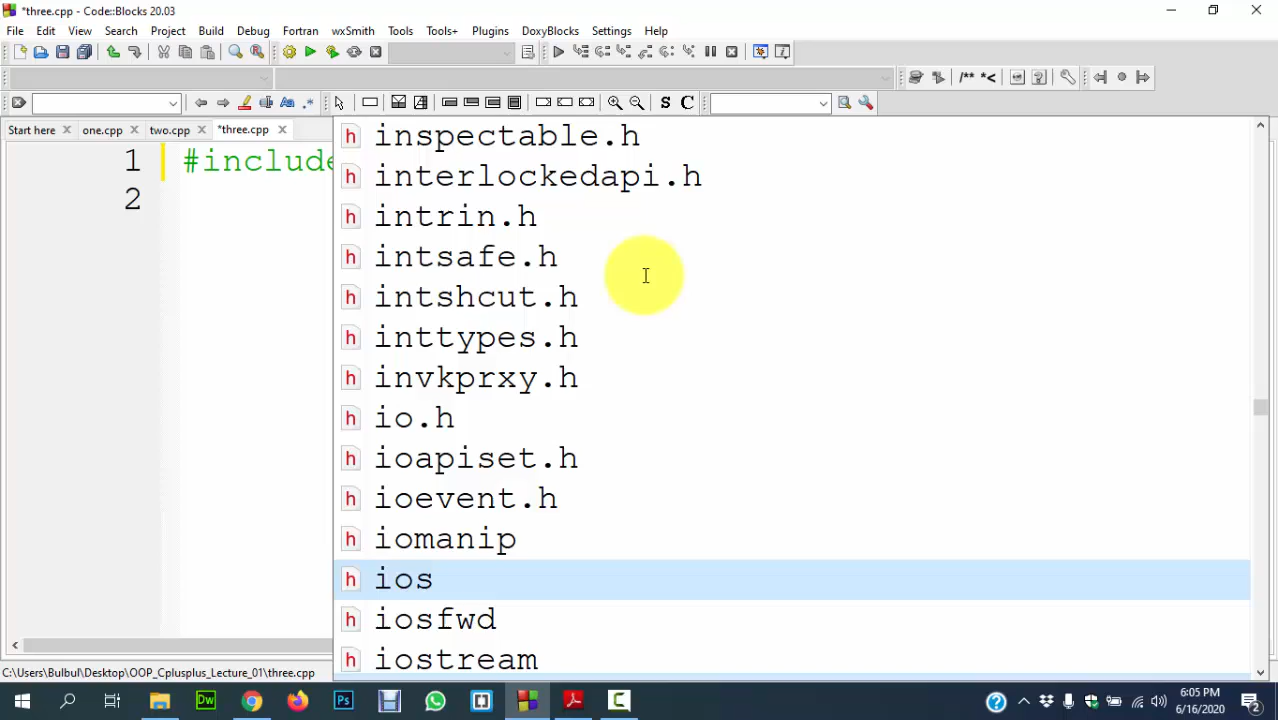 *three.cpp - Code::Blocks 20.03
File Edit View Search Project Build Debug Fortran wxSmith Tools Tools+ Plugins DoxyBlocks Settings Help
/** *<
S C
Start here one.cpp two.cpp *three.cpp
1 #include
2
h inspectable.h
h interlockedapi.h
h intrin.h
h intsafe.h
h intshcut.h
h inttypes.h
h invkprxy.h
h io.h
h ioapiset.h
h ioevent.h
h iomanip
h ios
h iosfwd
h iostream
C:\Users\Bulbul\Desktop\OOP_Cplusplus_Lecture_01\three.cpp
Dw Ps 6:05 PM
6/16/2020 2